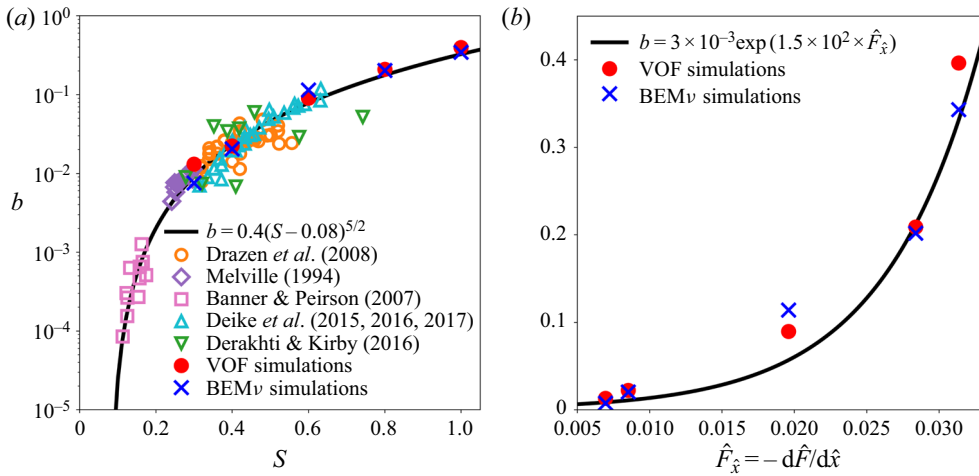 (a)
10⁰
10⁻¹
10⁻²
10⁻³
10⁻⁴
10⁻⁵
b
b = 0.4(S – 0.08)^5/2
Drazen et al. (2008)
Melville (1994)
Banner & Peirson (2007)
Deike et al. (2015, 2016, 2017)
Derakhti & Kirby (2016)
VOF simulations
BEMν simulations
0 0.2 0.4 0.6 0.8 1.0
S
(b)
b = 3 × 10⁻³ exp (1.5 × 10² × F̂_x̂)
VOF simulations
BEMν simulations
0.4
0.3
0.2
0.1
0
0.005 0.010 0.015 0.020 0.025 0.030
F̂_x̂ = – dF̂/dx̂